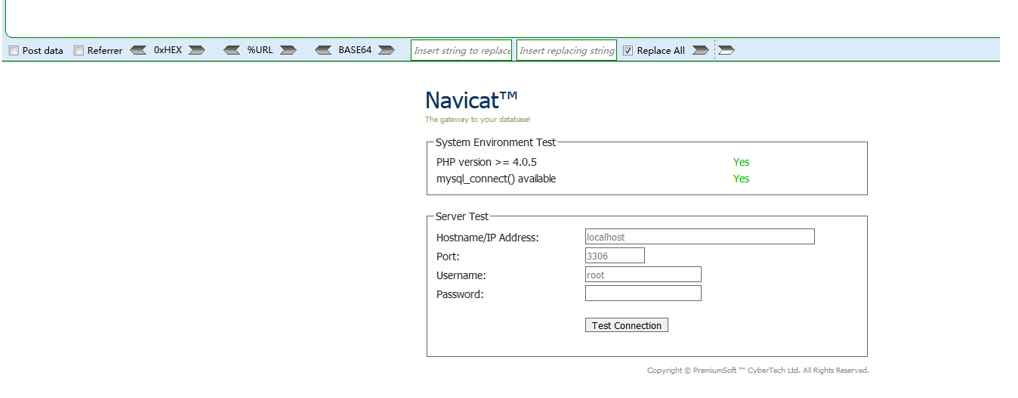 Post data Referrer 0xHEX %URL BASE64 Insert string to replace Insert replacing string Replace All
Navicat™
The gateway to your database!
System Environment Test
PHP version >= 4.0.5 Yes
mysql_connect() available Yes
Server Test
Hostname/IP Address: localhost
Port: 3306
Username: root
Password:
Test Connection
Copyright © PremiumSoft ™ CyberTech Ltd. All Rights Reserved.